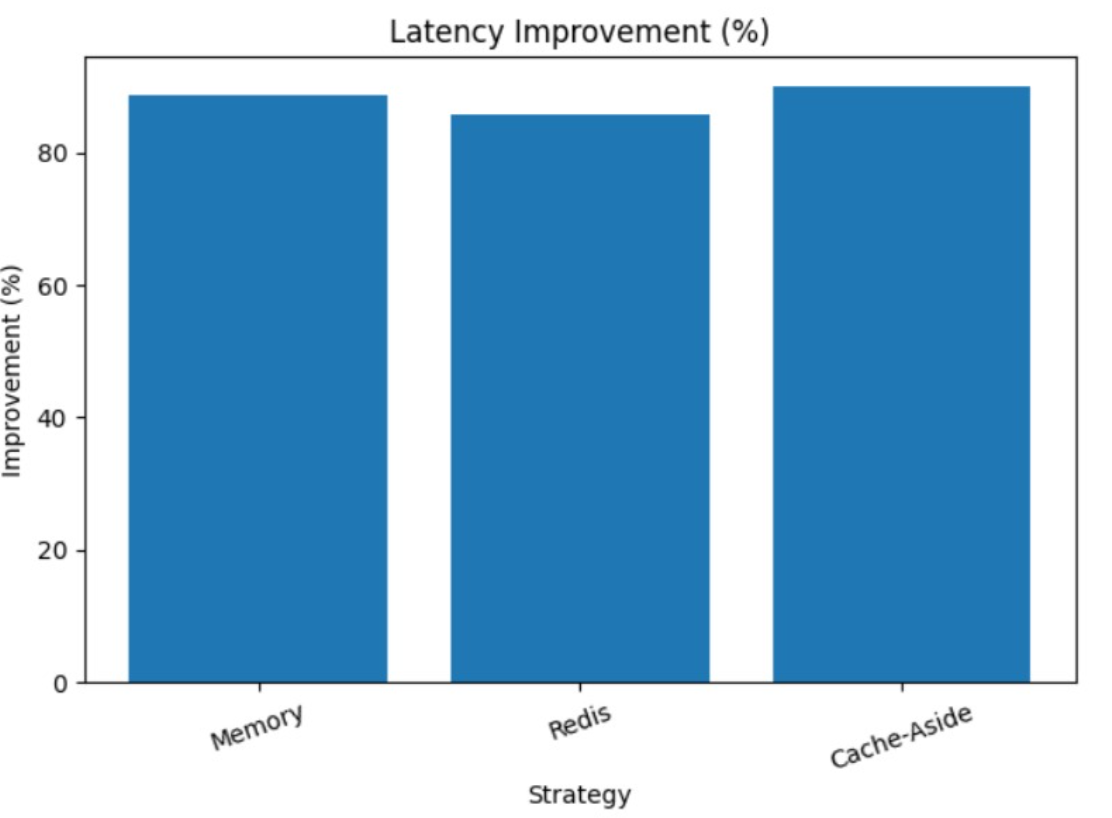 Latency Improvement (%)
Improvement (%)
80
60
40
20
0
Memory
Redis
Cache-Aside
Strategy